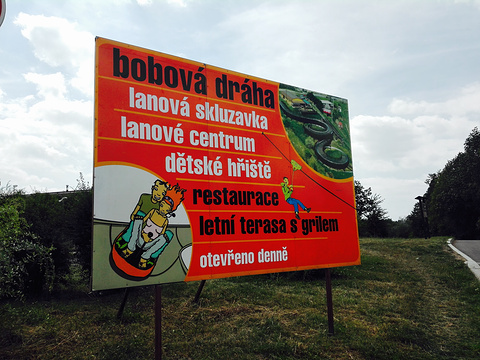 bobová dráha
lanová skluzavka
lanové centrum
dětské hřiště
restaurace
letní terasa s grilem
otevřeno denně